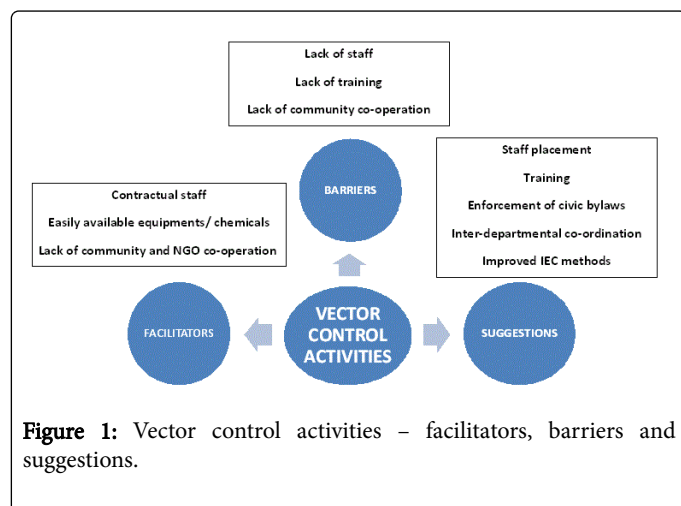 Lack of staff
Lack of training
Lack of community co-operation
BARRIERS
Staff placement
Training
Enforcement of civic bylaws
Inter-departmental co-ordination
Improved IEC methods
Contractual staff
Easily available equipments/ chemicals
Lack of community and NGO co-operation
FACILITATORS
VECTOR
CONTROL
ACTIVITIES
SUGGESTIONS
Figure 1: Vector control activities – facilitators, barriers and
suggestions.